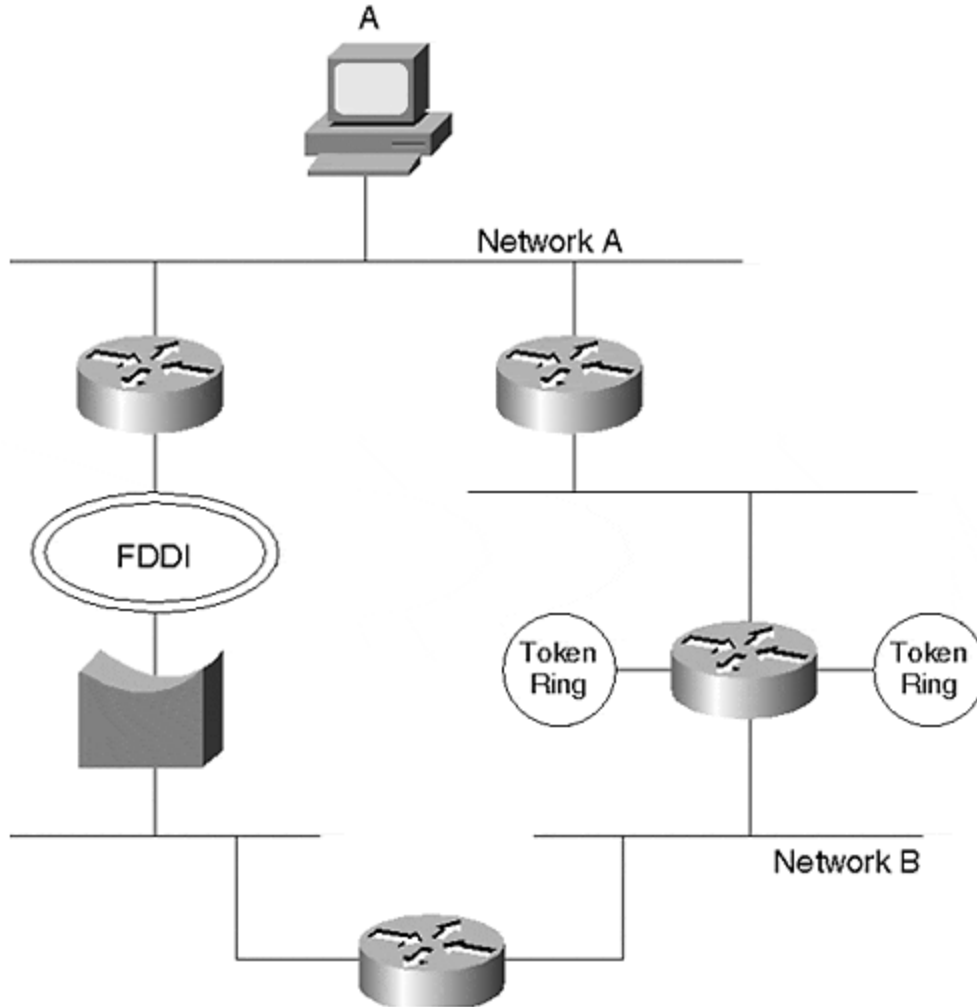 A
Network A
FDDI
Token
Ring
Token
Ring
Network B